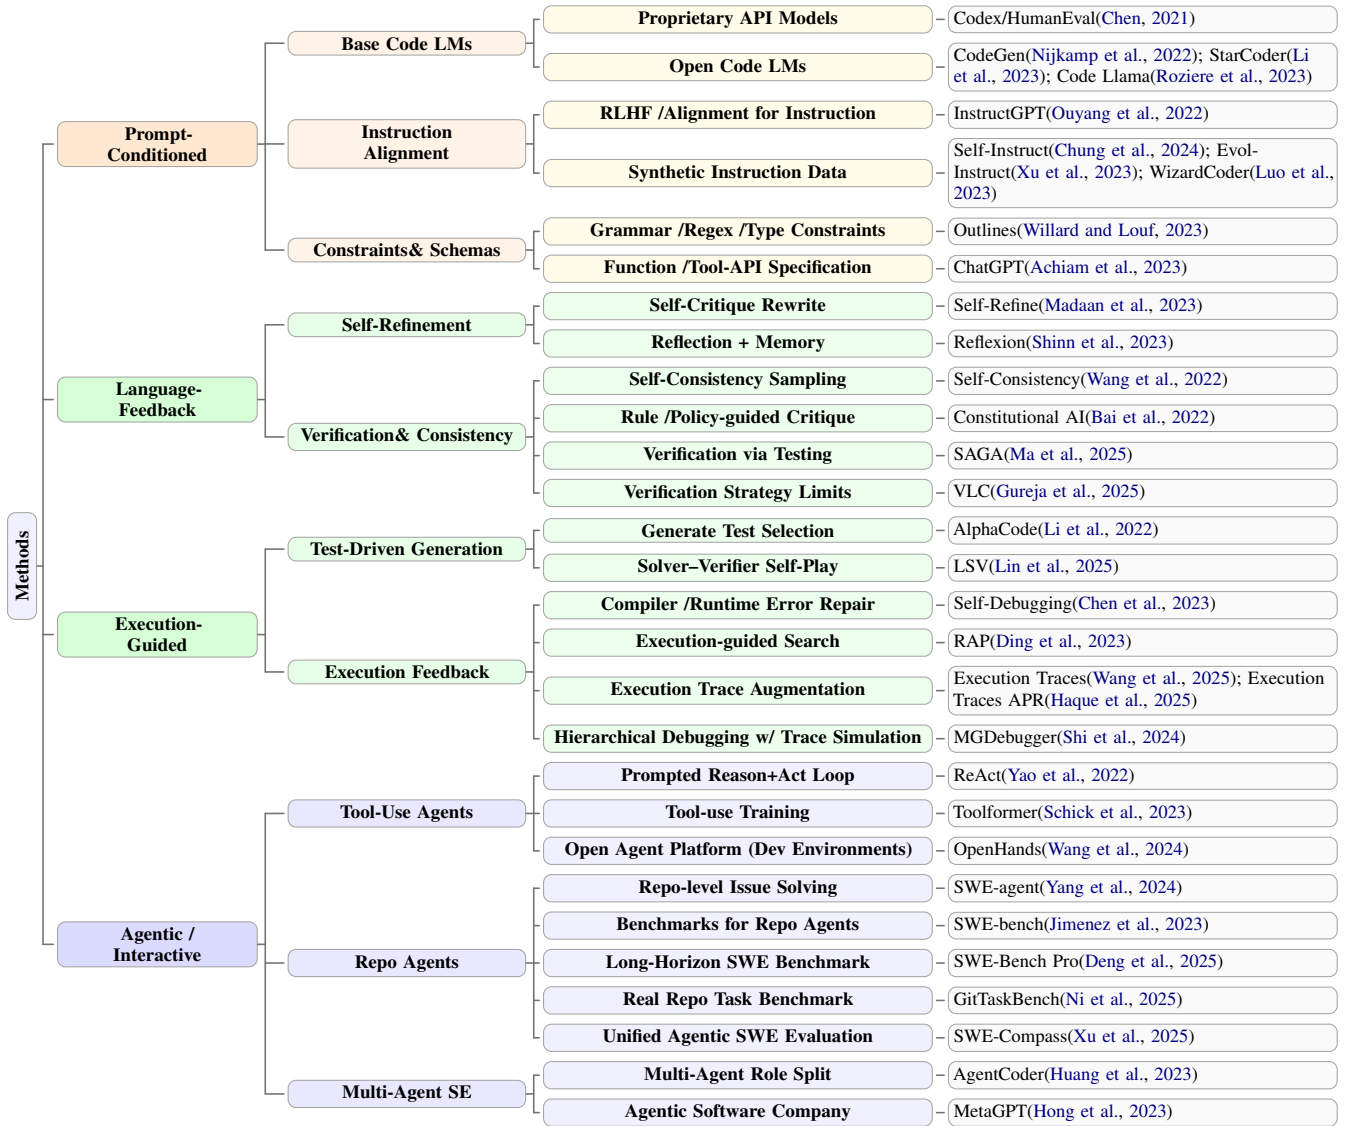 Methods
Prompt-
Conditioned
Base Code LMs
Proprietary API Models
Codex/HumanEval(Chen, 2021)
Open Code LMs
CodeGen(Nijkamp et al., 2022); StarCoder(Li
et al., 2023); Code Llama(Roziere et al., 2023)
Instruction
Alignment
RLHF /Alignment for Instruction
InstructGPT(Ouyang et al., 2022)
Synthetic Instruction Data
Self-Instruct(Chung et al., 2024); Evol-
Instruct(Xu et al., 2023); WizardCoder(Luo et al.,
2023)
Constraints& Schemas
Grammar /Regex /Type Constraints
Outlines(Willard and Louf, 2023)
Function /Tool-API Specification
ChatGPT(Achiam et al., 2023)
Language-
Feedback
Self-Refinement
Self-Critique Rewrite
Self-Refine(Madaan et al., 2023)
Reflection + Memory
Reflexion(Shinn et al., 2023)
Verification& Consistency
Self-Consistency Sampling
Self-Consistency(Wang et al., 2022)
Rule /Policy-guided Critique
Constitutional AI(Bai et al., 2022)
Verification via Testing
SAGA(Ma et al., 2025)
Verification Strategy Limits
VLC(Gureja et al., 2025)
Execution-
Guided
Test-Driven Generation
Generate Test Selection
AlphaCode(Li et al., 2022)
Solver–Verifier Self-Play
LSV(Lin et al., 2025)
Execution Feedback
Compiler /Runtime Error Repair
Self-Debugging(Chen et al., 2023)
Execution-guided Search
RAP(Ding et al., 2023)
Execution Trace Augmentation
Execution Traces(Wang et al., 2025); Execution
Traces APR(Haque et al., 2025)
Hierarchical Debugging w/ Trace Simulation
MGDebugger(Shi et al., 2024)
Agentic /
Interactive
Tool-Use Agents
Prompted Reason+Act Loop
ReAct(Yao et al., 2022)
Tool-use Training
Toolformer(Schick et al., 2023)
Open Agent Platform (Dev Environments)
OpenHands(Wang et al., 2024)
Repo Agents
Repo-level Issue Solving
SWE-agent(Yang et al., 2024)
Benchmarks for Repo Agents
SWE-bench(Jimenez et al., 2023)
Long-Horizon SWE Benchmark
SWE-Bench Pro(Deng et al., 2025)
Real Repo Task Benchmark
GitTaskBench(Ni et al., 2025)
Unified Agentic SWE Evaluation
SWE-Compass(Xu et al., 2025)
Multi-Agent SE
Multi-Agent Role Split
AgentCoder(Huang et al., 2023)
Agentic Software Company
MetaGPT(Hong et al., 2023)